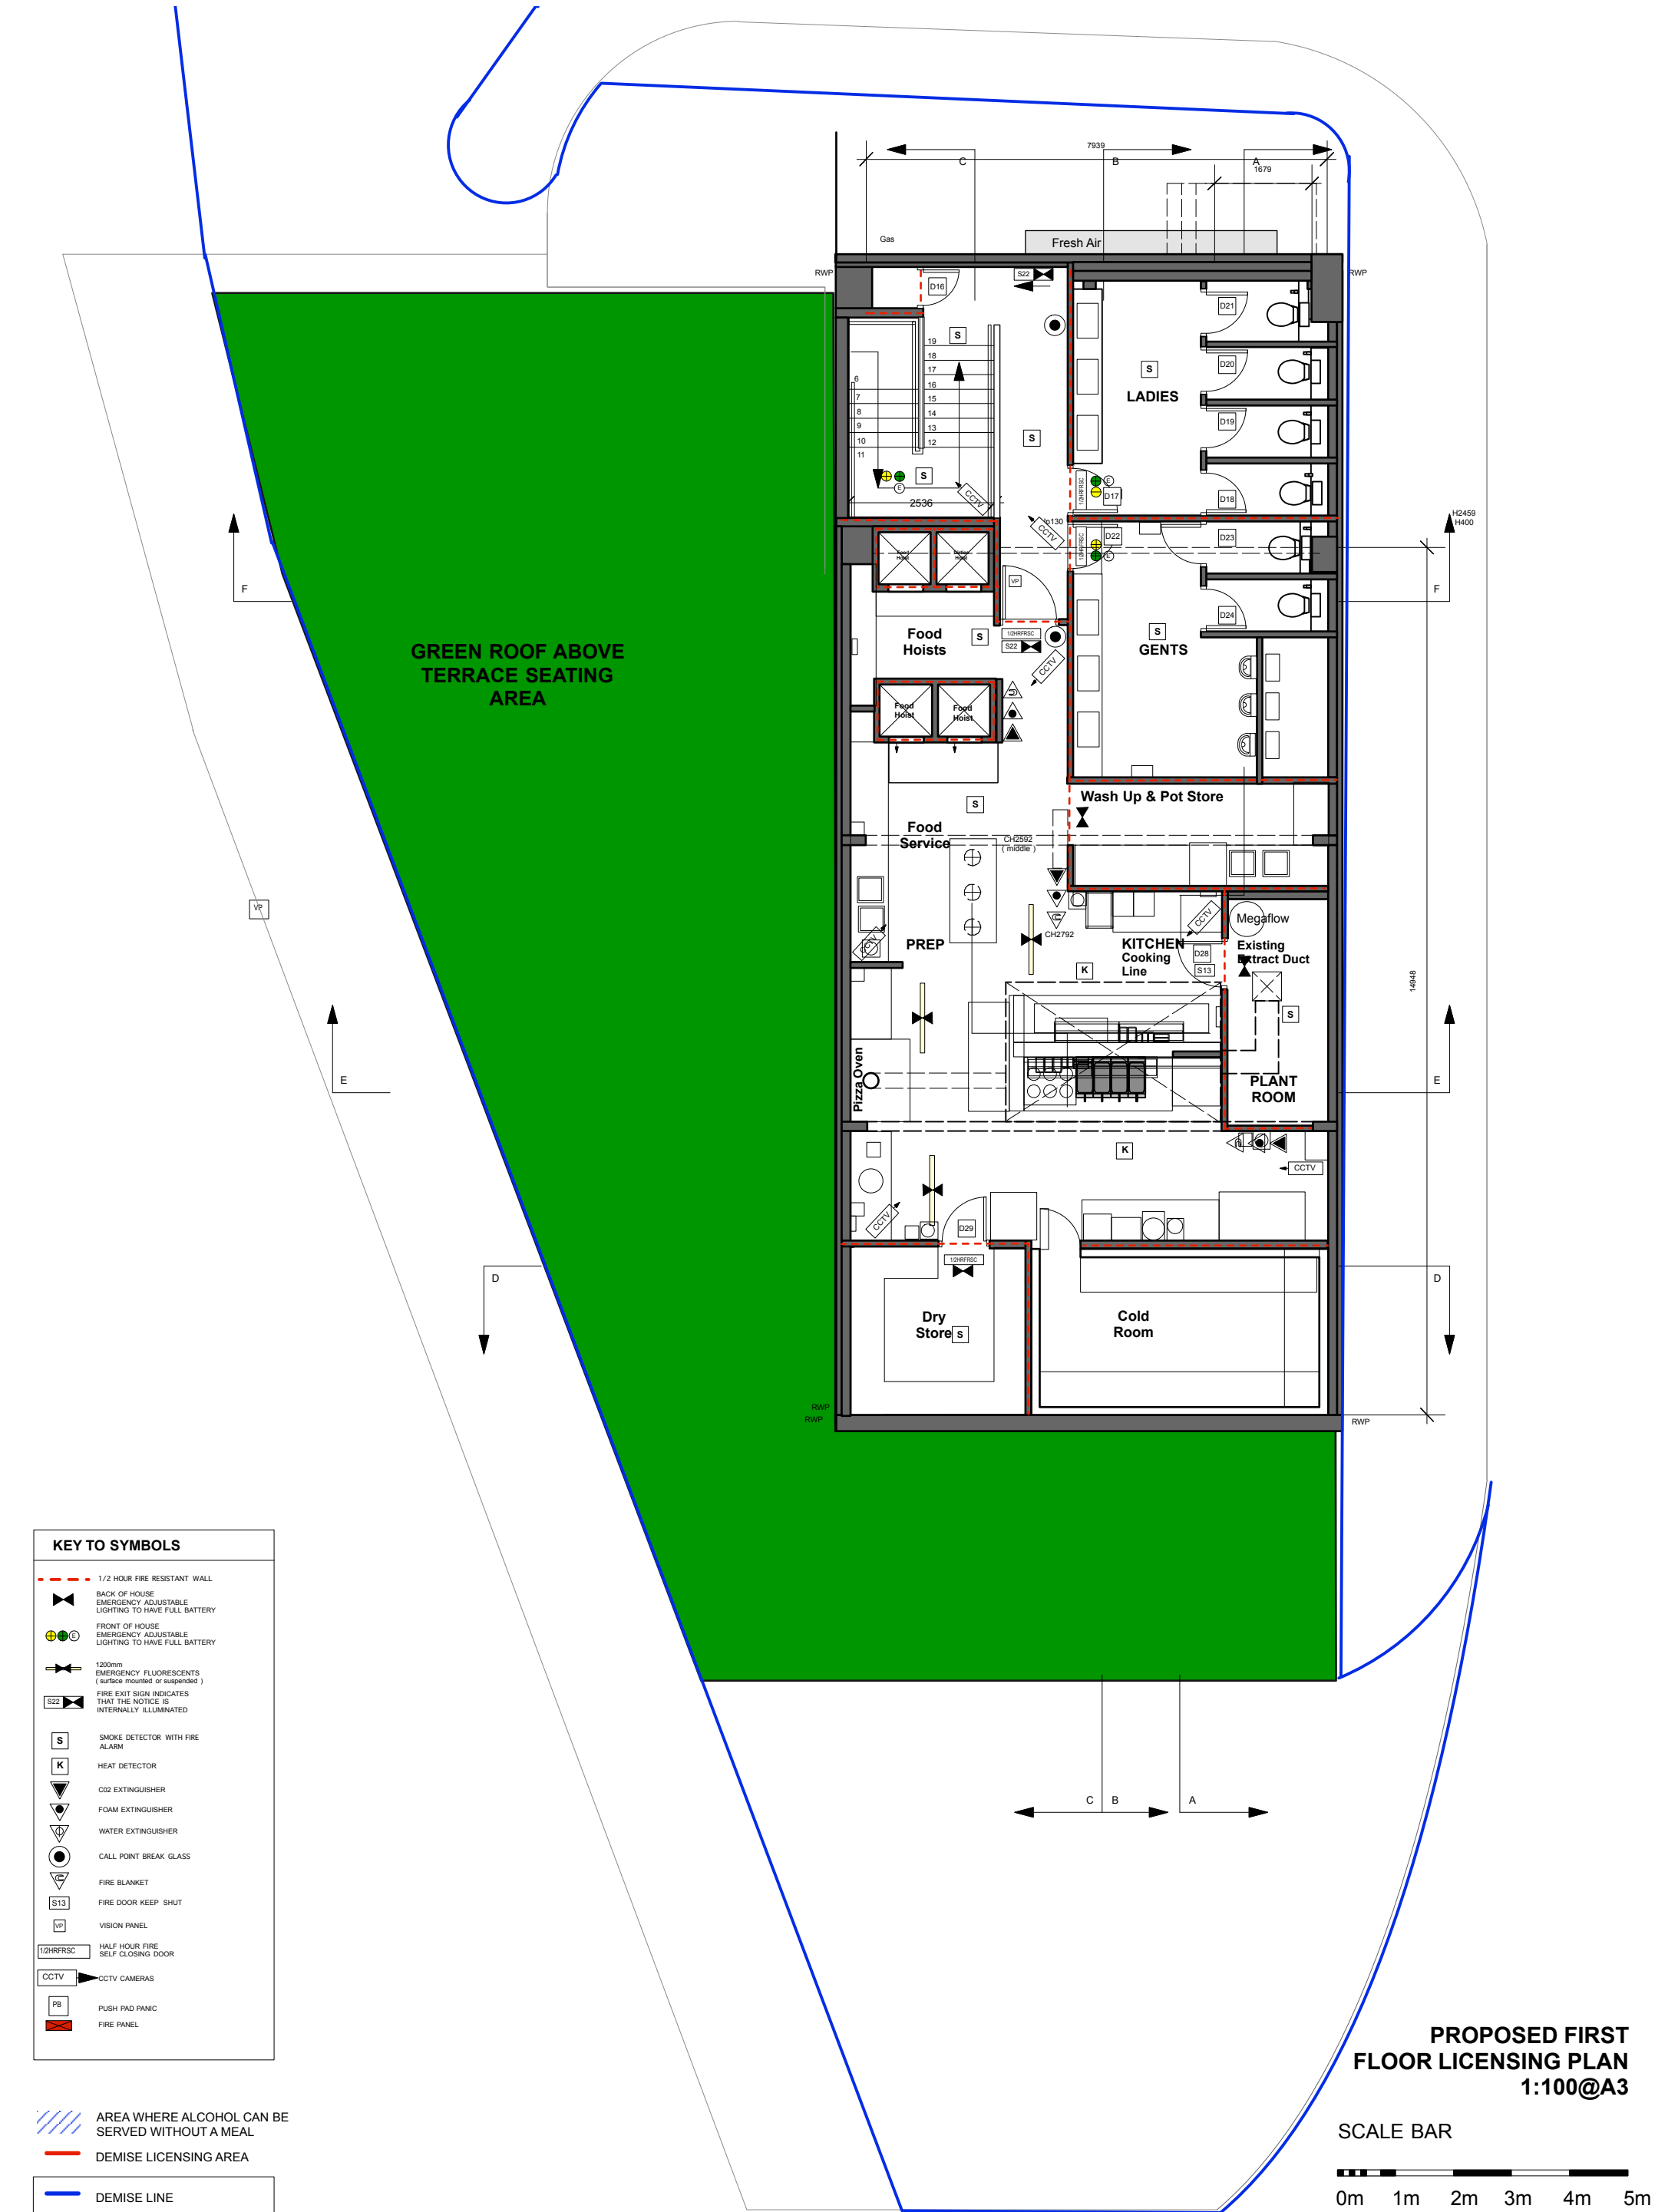 7939
C
B
A
1679
Gas
Fresh Air
RWP
RWP
S22
D16
D21
S
19
18
17
16
15
14
13
12
6
7
8
9
10
11
S
D20
LADIES
D19
S
S
E
E
1/2HRFRSC
D17
D18
CCTV
2536
CCTV
1/2HRFRSC
D22
E
D23
H2459
H400
Food
Hoist
VP
F
F
D24
Food
Hoists
S
1/2HRFRSC
S22
S
GENTS
CCTV
GREEN ROOF ABOVE
TERRACE SEATING
AREA
Food
Hoist
Food
Hoist
S
Wash Up & Pot Store
Food
Service
CH2592
( middle )
VP
CCTV
CCTV
Megaflow
CH2792
PREP
KITCHEN
Cooking
Line
D28
S13
Existing
Extract Duct
K
S
14948
Pizza Oven
PLANT
ROOM
E
E
K
CCTV
CCTV
D29
1/2HRFRSC
D
D
Dry
Store
S
Cold
Room
RWP
RWP
RWP
C
B
A
KEY TO SYMBOLS
1/2 HOUR FIRE RESISTANT WALL
BACK OF HOUSE
EMERGENCY ADJUSTABLE
LIGHTING TO HAVE FULL BATTERY
E
FRONT OF HOUSE
EMERGENCY ADJUSTABLE
LIGHTING TO HAVE FULL BATTERY
1200mm
EMERGENCY FLUORESCENTS
( surface mounted or suspended )
S22
FIRE EXIT SIGN INDICATES
THAT THE NOTICE IS
INTERNALLY ILLUMINATED
S
SMOKE DETECTOR WITH FIRE
ALARM
K
HEAT DETECTOR
C02 EXTINGUISHER
FOAM EXTINGUISHER
WATER EXTINGUISHER
CALL POINT BREAK GLASS
FIRE BLANKET
S13
FIRE DOOR KEEP SHUT
VP
VISION PANEL
1/2HRFRSC
HALF HOUR FIRE
SELF CLOSING DOOR
CCTV
CCTV CAMERAS
PB
PUSH PAD PANIC
FIRE PANEL
AREA WHERE ALCOHOL CAN BE
SERVED WITHOUT A MEAL
DEMISE LICENSING AREA
DEMISE LINE
PROPOSED FIRST
FLOOR LICENSING PLAN
1:100@A3
SCALE BAR
0m 1m 2m 3m 4m 5m